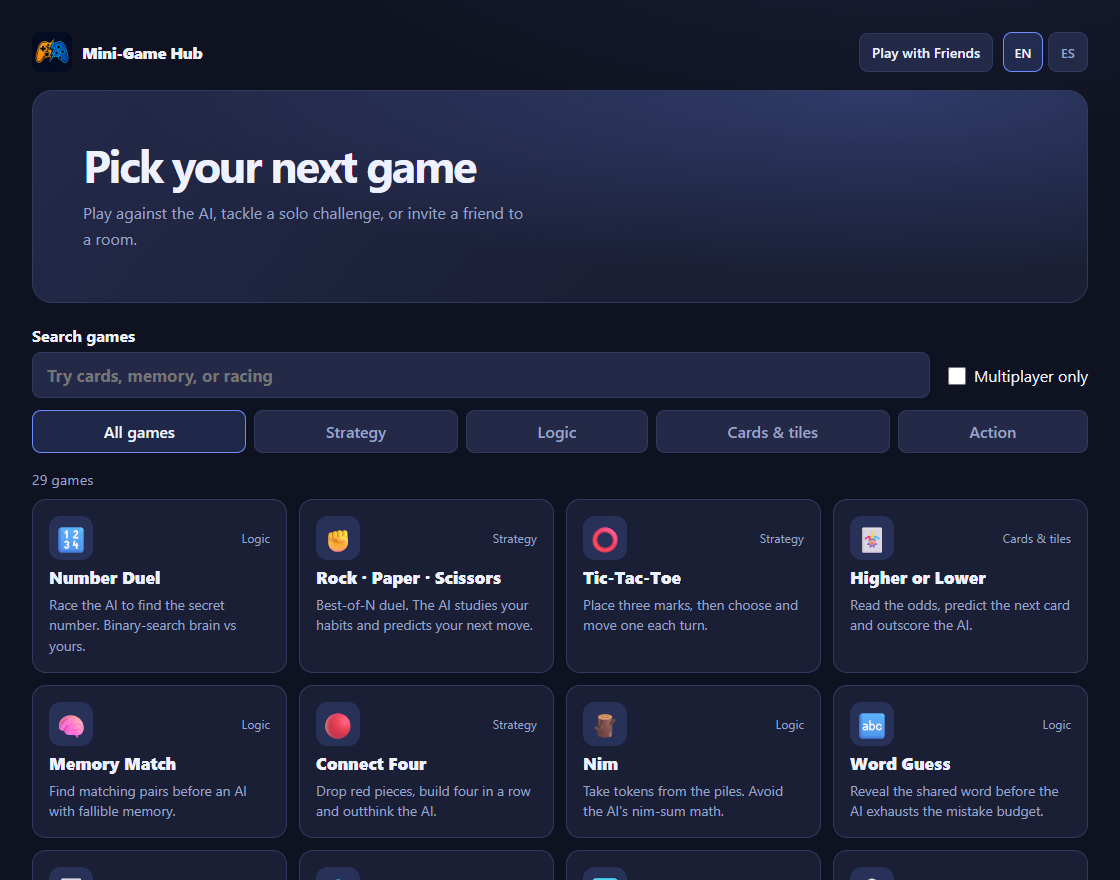 Mini-Game Hub
Play with Friends
EN
ES
Pick your next game
Play against the AI, tackle a solo challenge, or invite a friend to
a room.
Search games
Try cards, memory, or racing
Multiplayer only
All games
Strategy
Logic
Cards & tiles
Action
29 games
1 2
3 4
Logic
Number Duel
Race the AI to find the secret
number. Binary-search brain vs
yours.
Strategy
Rock · Paper · Scissors
Best-of-N duel. The AI studies your
habits and predicts your next move.
Strategy
Tic-Tac-Toe
Place three marks, then choose and
move one each turn.
Cards & tiles
Higher or Lower
Read the odds, predict the next card
and outscore the AI.
Logic
Memory Match
Find matching pairs before an AI
with fallible memory.
Strategy
Connect Four
Drop red pieces, build four in a row
and outthink the AI.
Logic
Nim
Take tokens from the piles. Avoid
the AI's nim-sum math.
abc
Logic
Word Guess
Reveal the shared word before the
AI exhausts the mistake budget.